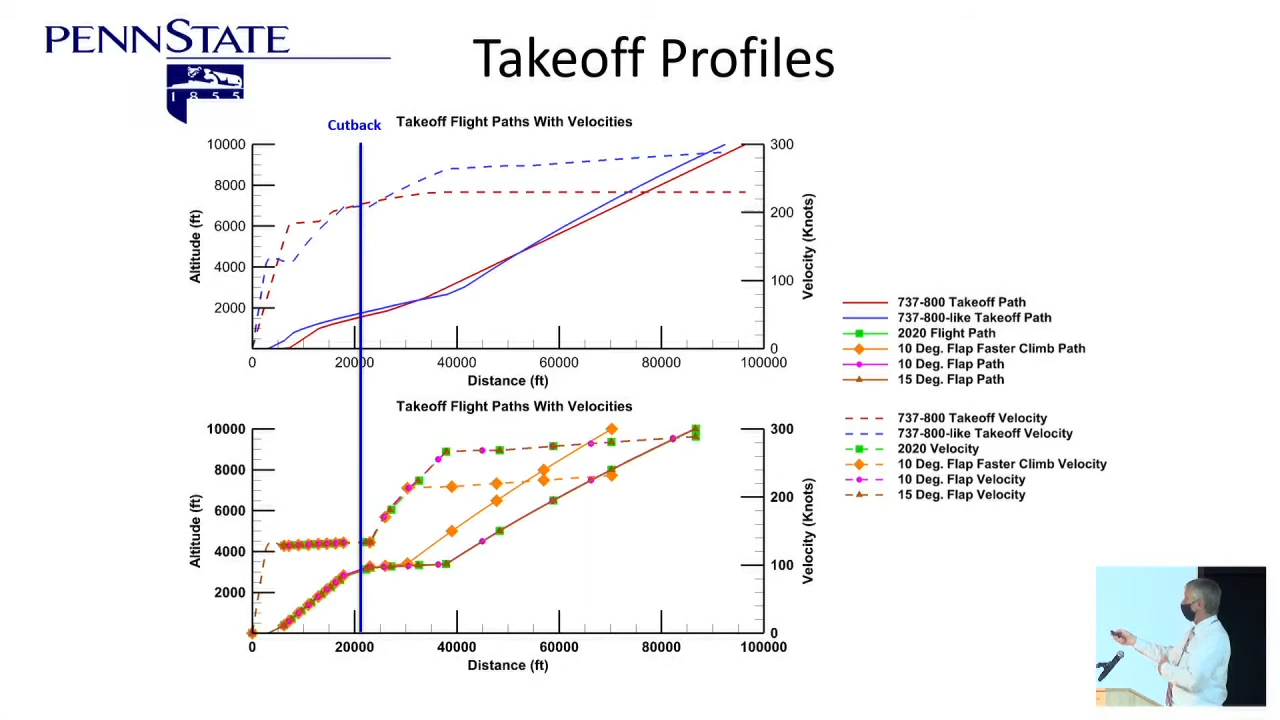 PENNSTATE
1855
Takeoff Profiles
Cutback
Takeoff Flight Paths With Velocities
10000
8000
6000
4000
2000
Altitude (ft)
300
200
100
0
Velocity (Knots)
0 20000 40000 60000 80000 100000
Distance (ft)
Takeoff Flight Paths With Velocities
10000
8000
6000
4000
2000
Altitude (ft)
300
200
100
0
Velocity (Knots)
0 20000 40000 60000 80000 100000
Distance (ft)
737-800 Takeoff Path
737-800-like Takeoff Path
2020 Flight Path
10 Deg. Flap Faster Climb Path
10 Deg. Flap Path
15 Deg. Flap Path
737-800 Takeoff Velocity
737-800-like Takeoff Velocity
2020 Velocity
10 Deg. Flap Faster Climb Velocity
10 Deg. Flap Velocity
15 Deg. Flap Velocity